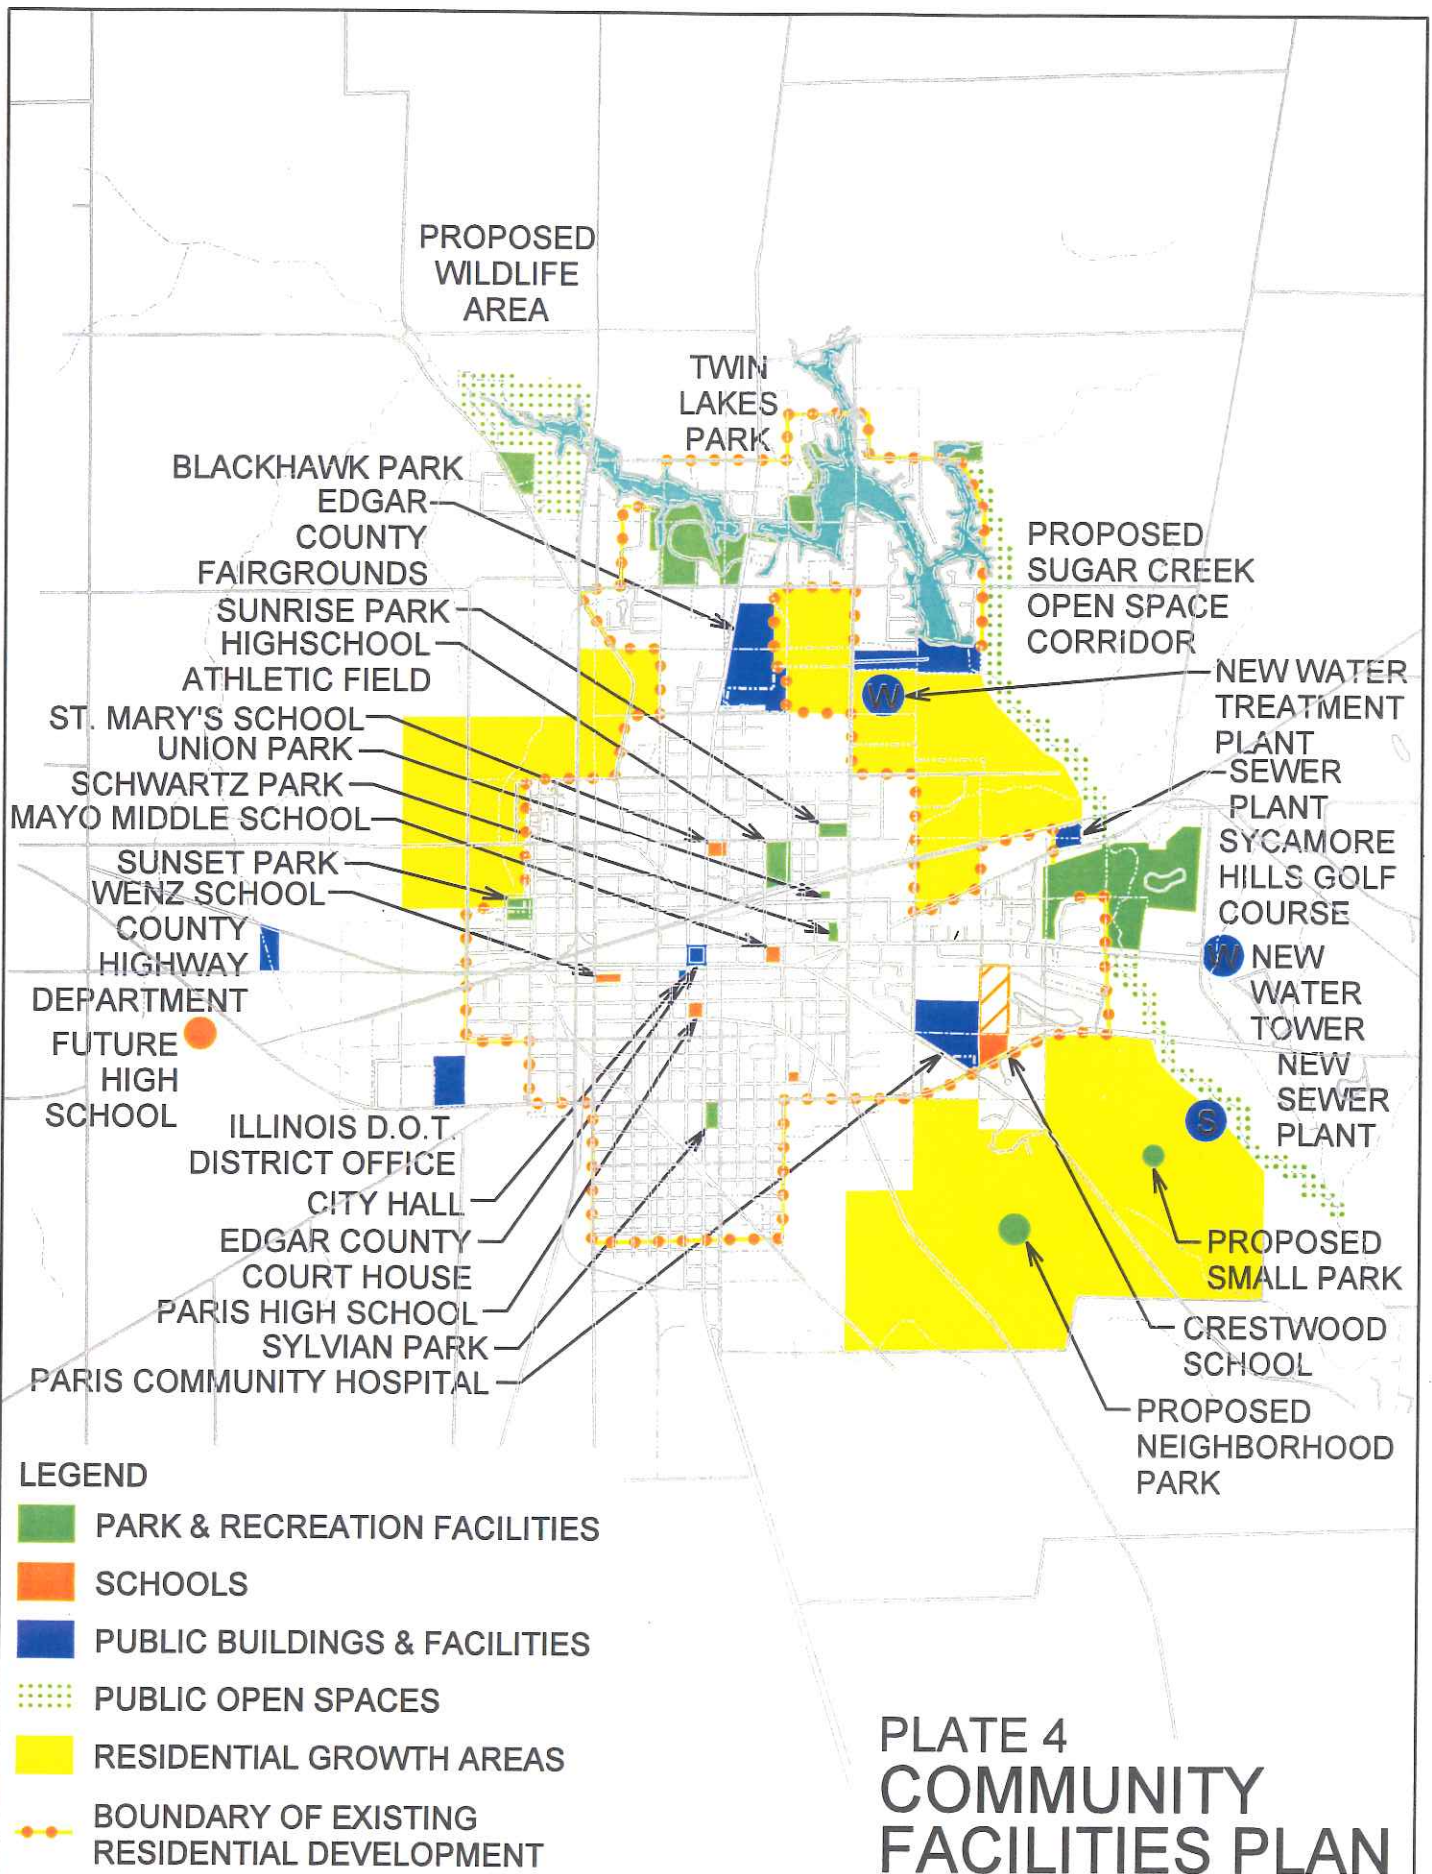 PROPOSED
WILDLIFE
AREA
TWIN
LAKES
PARK
BLACKHAWK PARK
EDGAR
COUNTY
FAIRGROUNDS
SUNRISE PARK
HIGHSCHOOL
ATHLETIC FIELD
ST. MARY'S SCHOOL
UNION PARK
SCHWARTZ PARK
MAYO MIDDLE SCHOOL
SUNSET PARK
WENZ SCHOOL
COUNTY
HIGHWAY
DEPARTMENT
FUTURE
HIGH
SCHOOL
ILLINOIS D.O.T.
DISTRICT OFFICE
CITY HALL
EDGAR COUNTY
COURT HOUSE
PARIS HIGH SCHOOL
SYLVIAN PARK
PARIS COMMUNITY HOSPITAL
PROPOSED
SUGAR CREEK
OPEN SPACE
CORRIDOR
W
NEW WATER
TREATMENT
PLANT
SEWER
PLANT
SYCAMORE
HILLS GOLF
COURSE
W
NEW
WATER
TOWER
NEW
SEWER
PLANT
S
PROPOSED
SMALL PARK
CRESTWOOD
SCHOOL
PROPOSED
NEIGHBORHOOD
PARK
LEGEND
PARK & RECREATION FACILITIES
SCHOOLS
PUBLIC BUILDINGS & FACILITIES
PUBLIC OPEN SPACES
RESIDENTIAL GROWTH AREAS
BOUNDARY OF EXISTING
RESIDENTIAL DEVELOPMENT
PLATE 4
COMMUNITY
FACILITIES PLAN